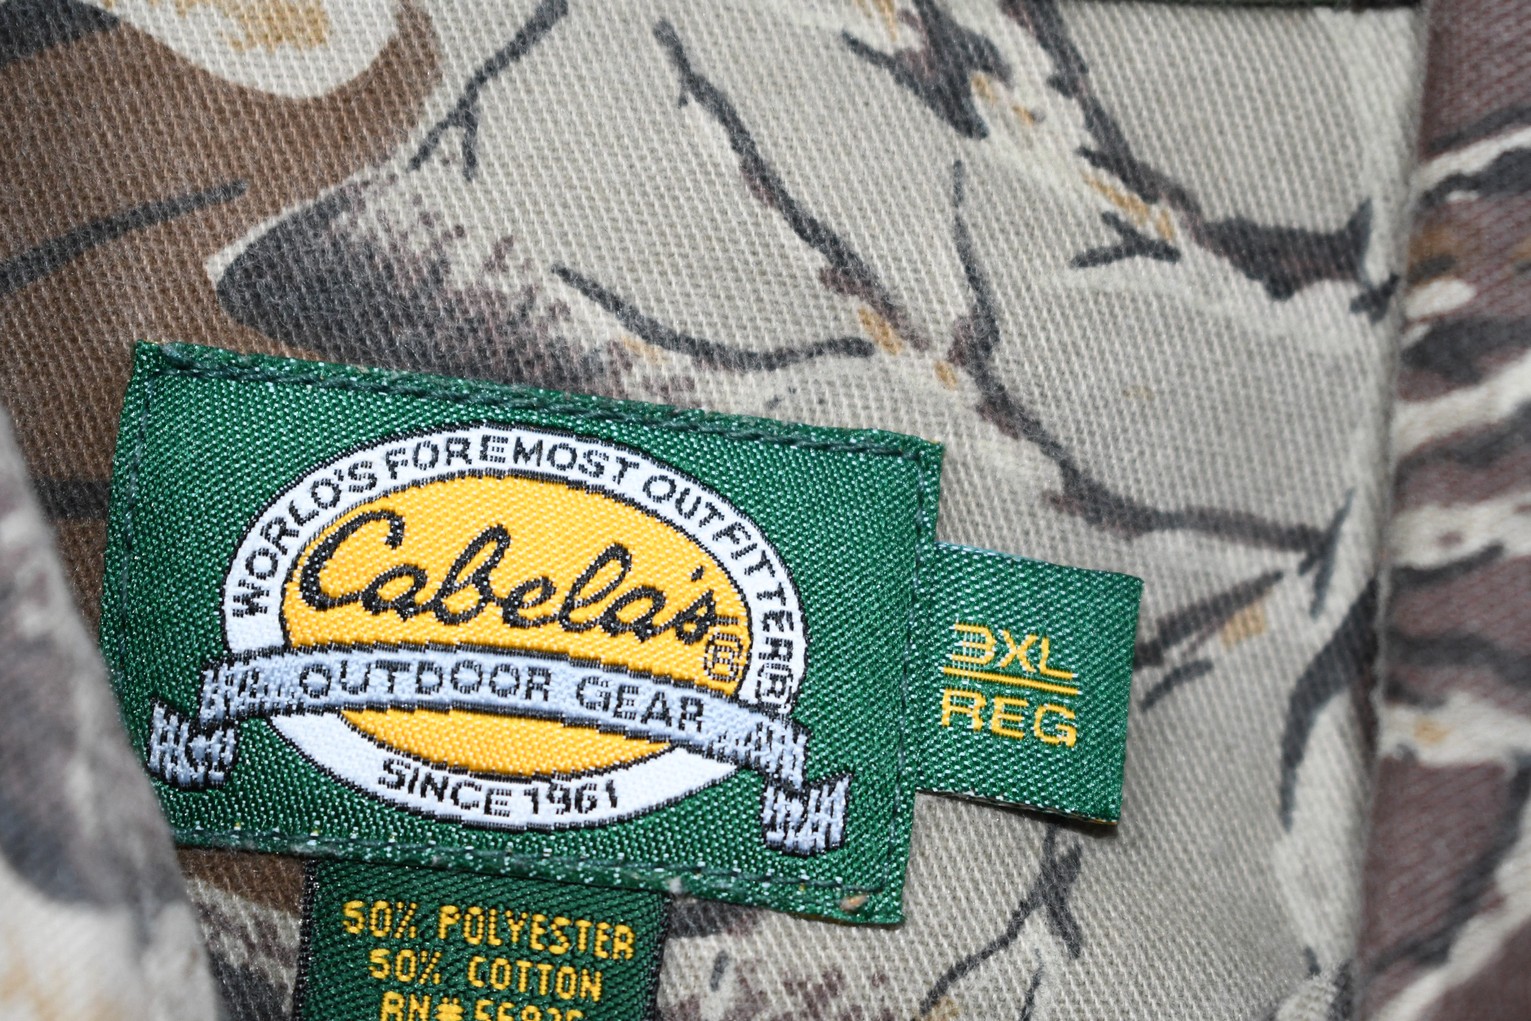 WORLD'S FOREMOST OUTFITTER®
Cabela's®
OUTDOOR GEAR
SINCE 1961
3XL
REG
50% POLYESTER
50% COTTON